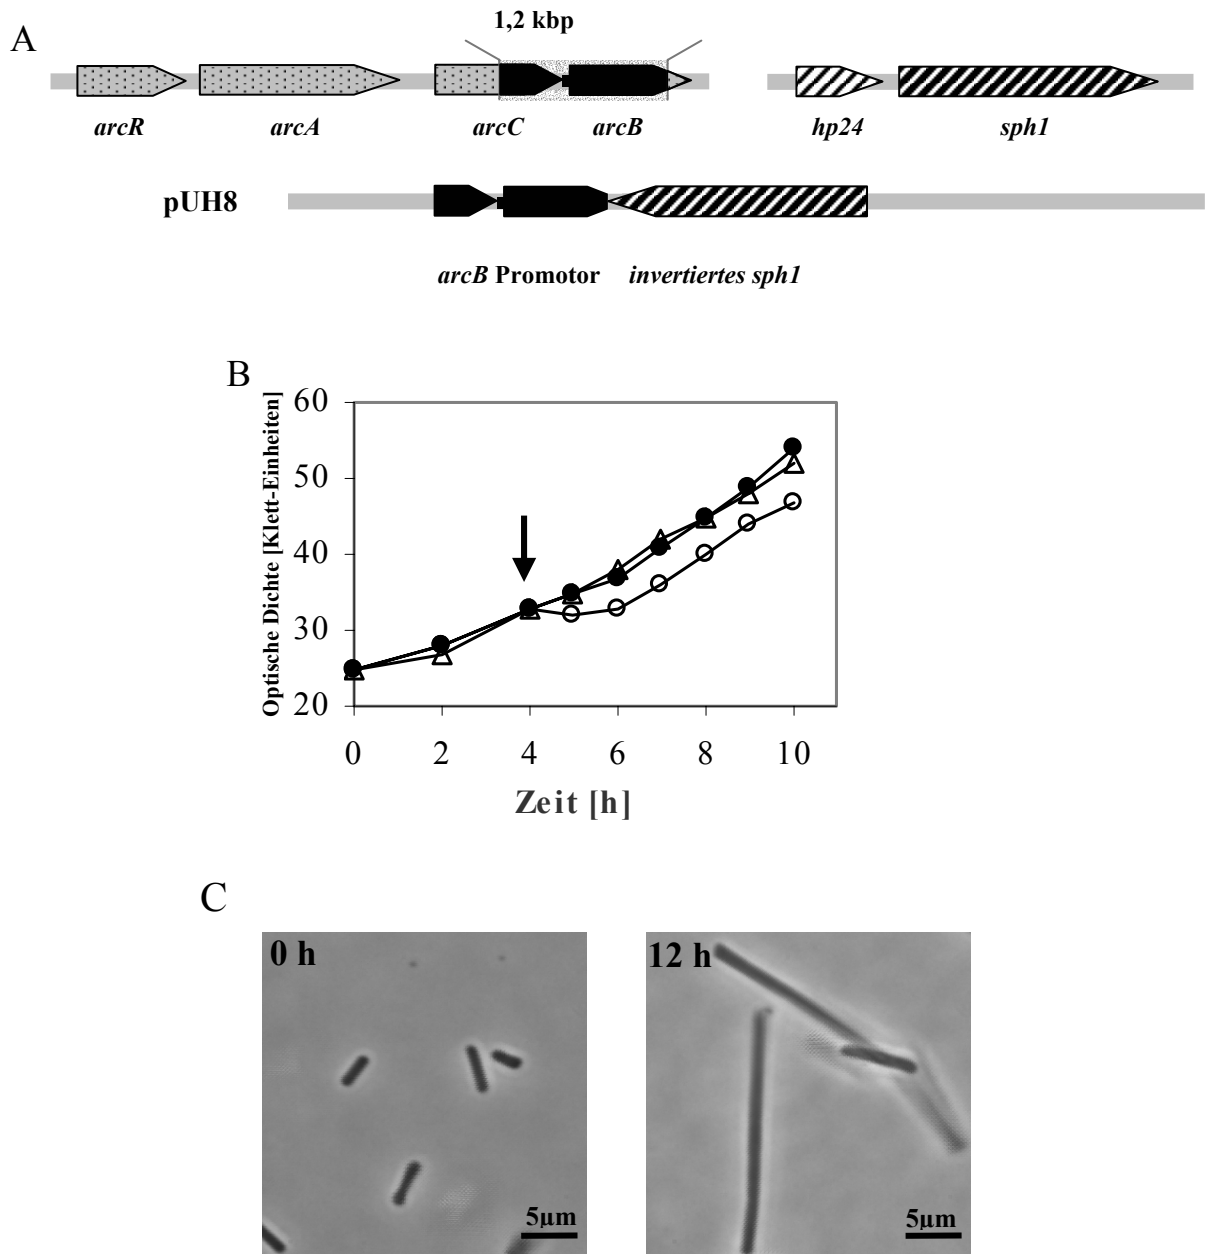 A
1,2 kbp
arcR arcA arcC arcB hp24 sph1
pUH8
arcB Promotor invertiertes sph1
B
Optische Dichte [Klett-Einheiten]
60
50
40
30
20
0 2 4 6 8 10
Zeit [h]
C
0 h 12 h
5µm 5µm